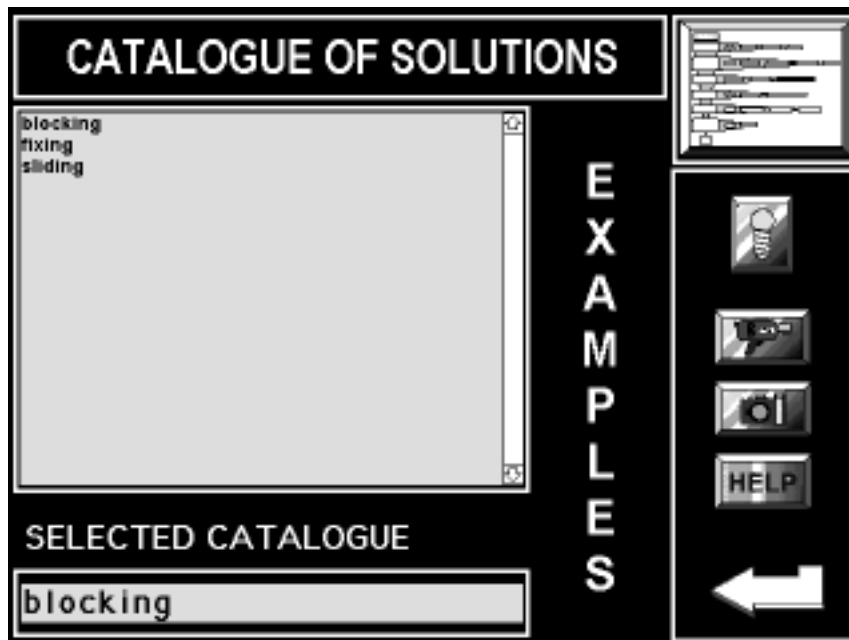 CATALOGUE OF SOLUTIONS
blocking
fixing
sliding
EXAMPLES
HELP
SELECTED CATALOGUE
blocking